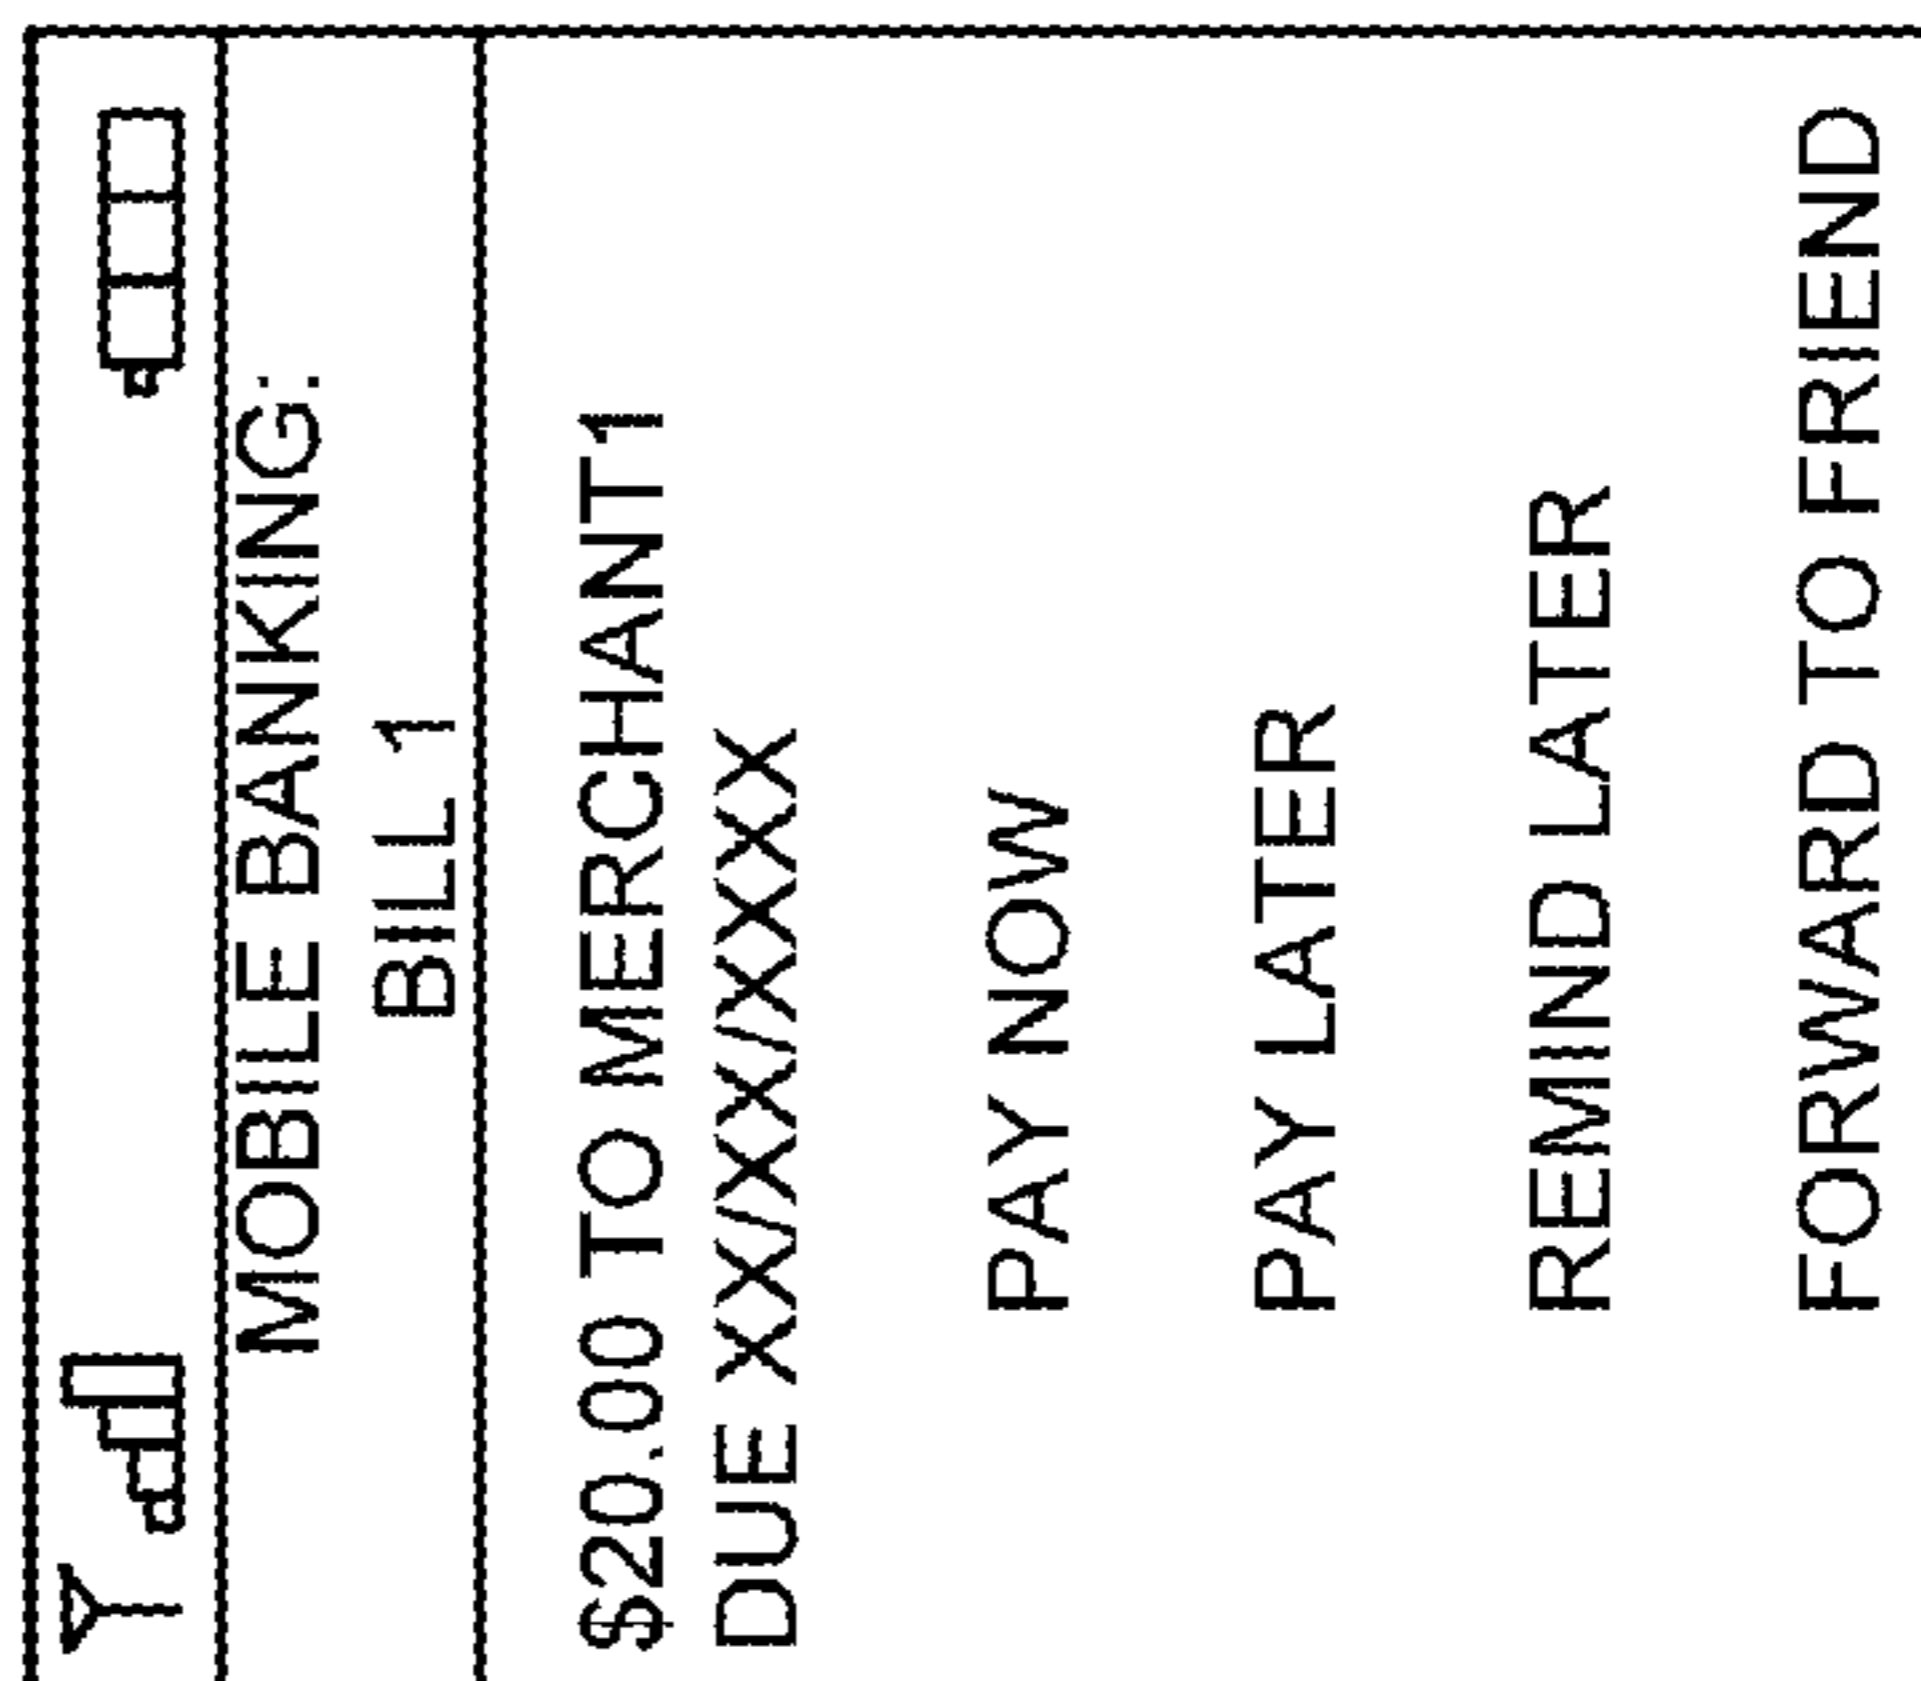 MOBILE BANKING:
BILL 1
$20.00 TO MERCHANT1
DUE XX/XX/XXXX
PAY NOW
PAY LATER
REMIND LATER
FORWARD TO FRIEND